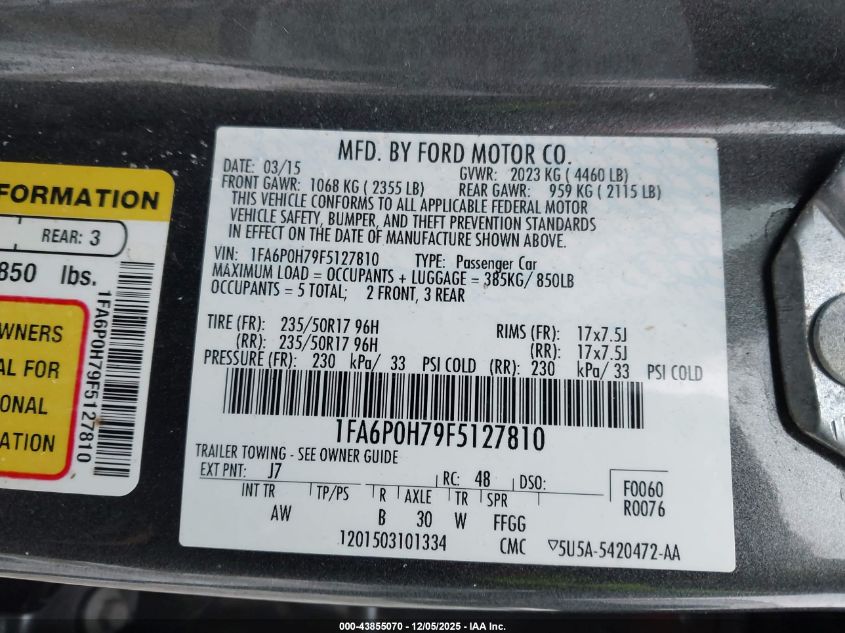 FORMATION
REAR: 3
850 lbs.
WNERS
AL FOR
ONAL
ATION
1FA6P0H79F5127810
MFD. BY FORD MOTOR CO.
DATE: 03/15 GVWR: 2023 KG ( 4460 LB)
FRONT GAWR: 1068 KG ( 2355 LB) REAR GAWR: 959 KG ( 2115 LB)
THIS VEHICLE CONFORMS TO ALL APPLICABLE FEDERAL MOTOR
VEHICLE SAFETY, BUMPER, AND THEFT PREVENTION STANDARDS
IN EFFECT ON THE DATE OF MANUFACTURE SHOWN ABOVE.
VIN: 1FA6P0H79F5127810 TYPE: Passenger Car
MAXIMUM LOAD = OCCUPANTS + LUGGAGE = 385KG/ 850LB
OCCUPANTS = 5 TOTAL; 2 FRONT, 3 REAR
TIRE (FR): 235/50R17 96H RIMS (FR): 17x7.5J
(RR): 235/50R17 96H (RR): 17x7.5J
PRESSURE (FR): 230 kPa/ 33 PSI COLD (RR): 230 kPa/ 33 PSI COLD
1FA6P0H79F5127810
TRAILER TOWING - SEE OWNER GUIDE
EXT PNT: J7 RC: 48 DSO: F0060
R0076
INT TR TP/PS R AXLE TR SPR
AW B 30 W FFGG
1201503101334 CMC ▽5U5A-5420472-AA
000-43855070 - 12/05/2025 - IAA Inc.